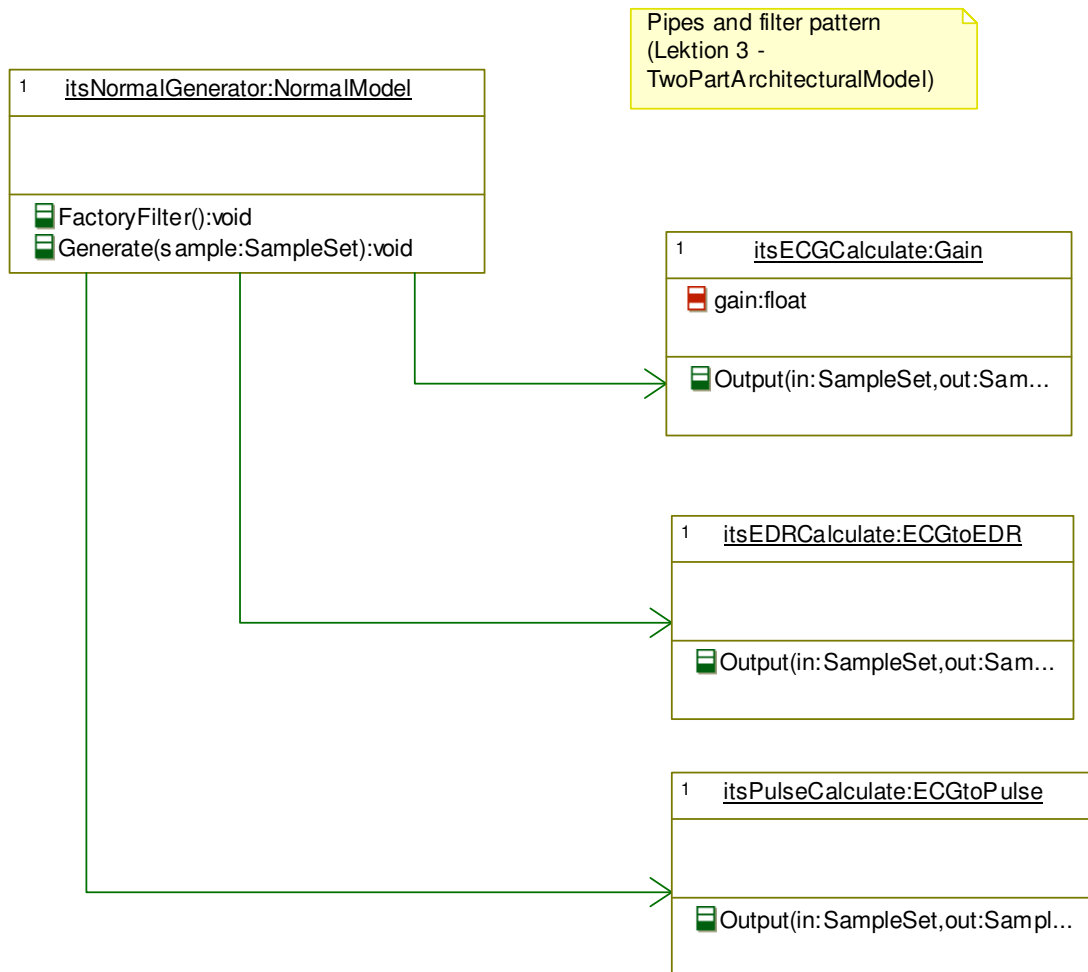 Pipes and filter pattern
(Lektion 3 -
TwoPartArchitecturalModel)
1 itsNormalGenerator:NormalModel
FactoryFilter():void
Generate(sample:SampleSet):void
1 itsECGCalculate:Gain
gain:float
Output(in:SampleSet,out:Sam...
1 itsEDRCalculate:ECGtoEDR
Output(in:SampleSet,out:Sam...
1 itsPulseCalculate:ECGtoPulse
Output(in:SampleSet,out:Sampl...